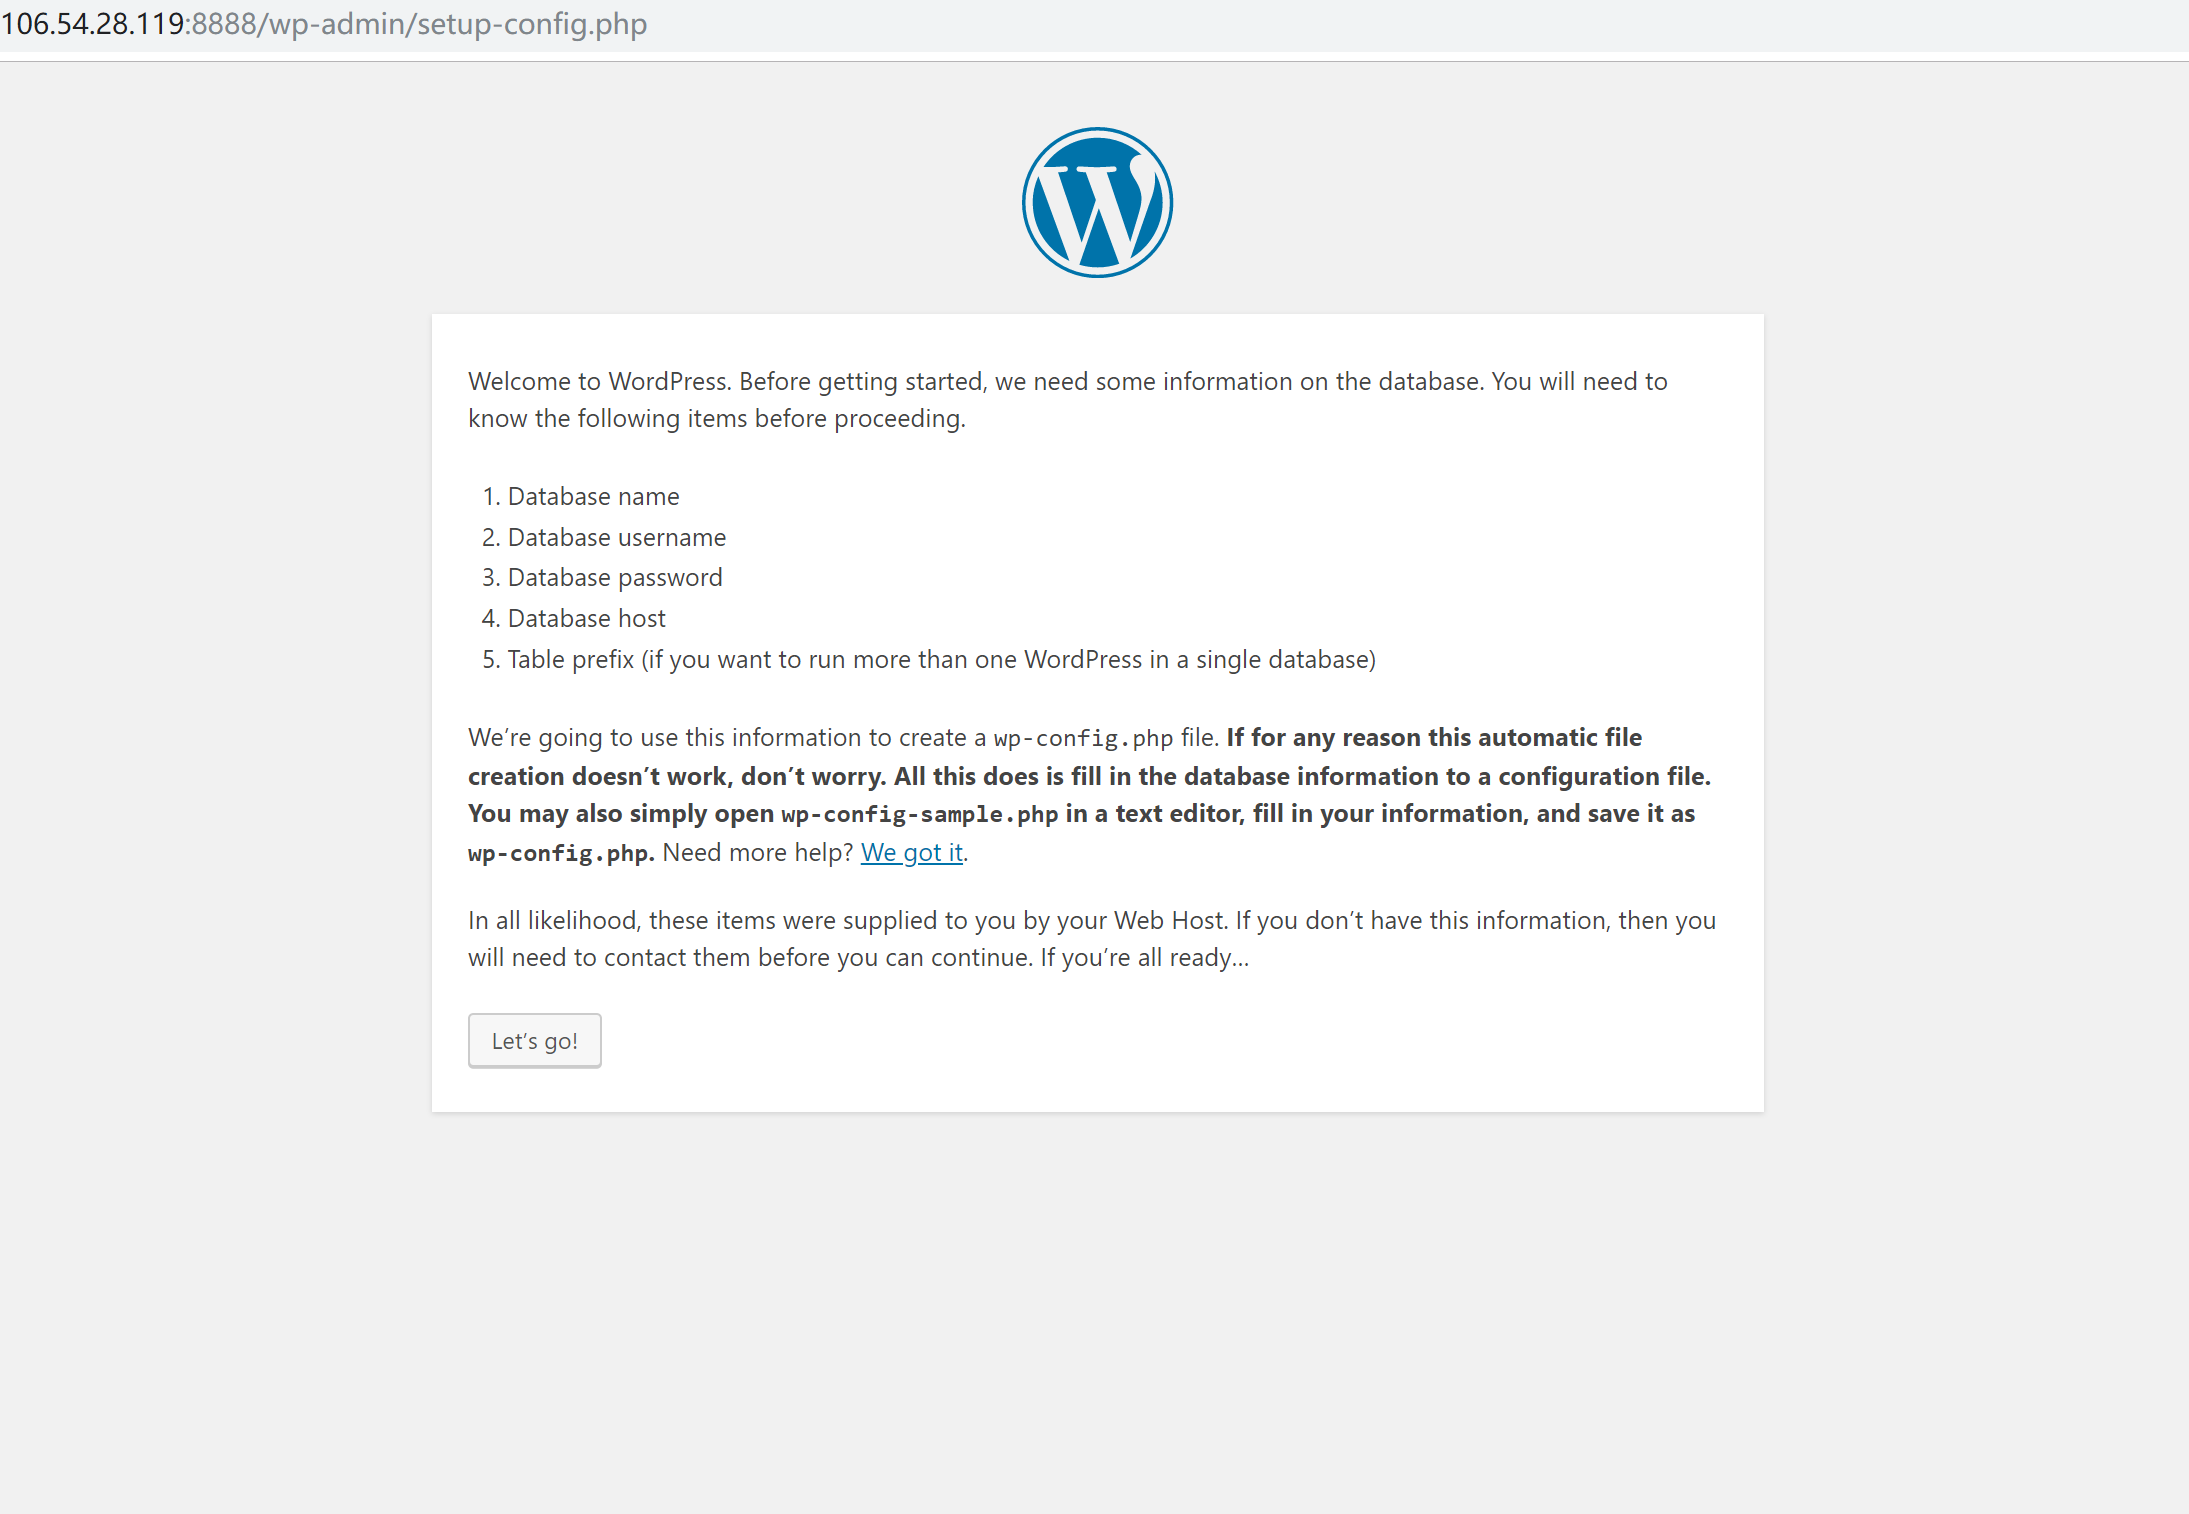 106.54.28.119:8888/wp-admin/setup-config.php
Welcome to WordPress. Before getting started, we need some information on the database. You will need to
know the following items before proceeding.
1. Database name
2. Database username
3. Database password
4. Database host
5. Table prefix (if you want to run more than one WordPress in a single database)
We’re going to use this information to create a wp-config.php file. If for any reason this automatic file
creation doesn’t work, don’t worry. All this does is fill in the database information to a configuration file.
You may also simply open wp-config-sample.php in a text editor, fill in your information, and save it as
wp-config.php. Need more help? We got it.
In all likelihood, these items were supplied to you by your Web Host. If you don’t have this information, then you
will need to contact them before you can continue. If you’re all ready…
Let’s go!